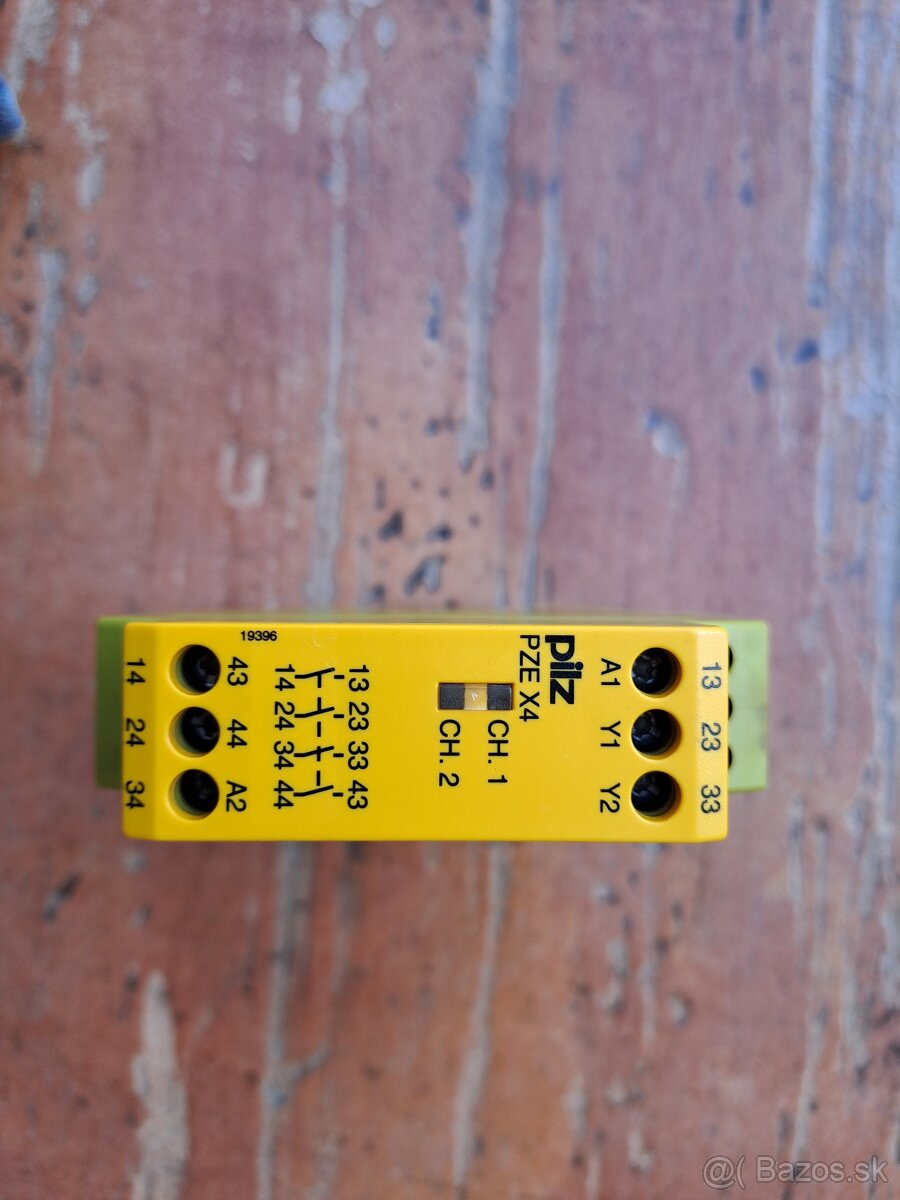 13 23 33
A1 Y1 Y2
pilz
PZE X4
CH. 1
CH. 2
13 23 33 43
14 24 34 44
19396
43 44 A2
14 24 34
@( Bazos.sk